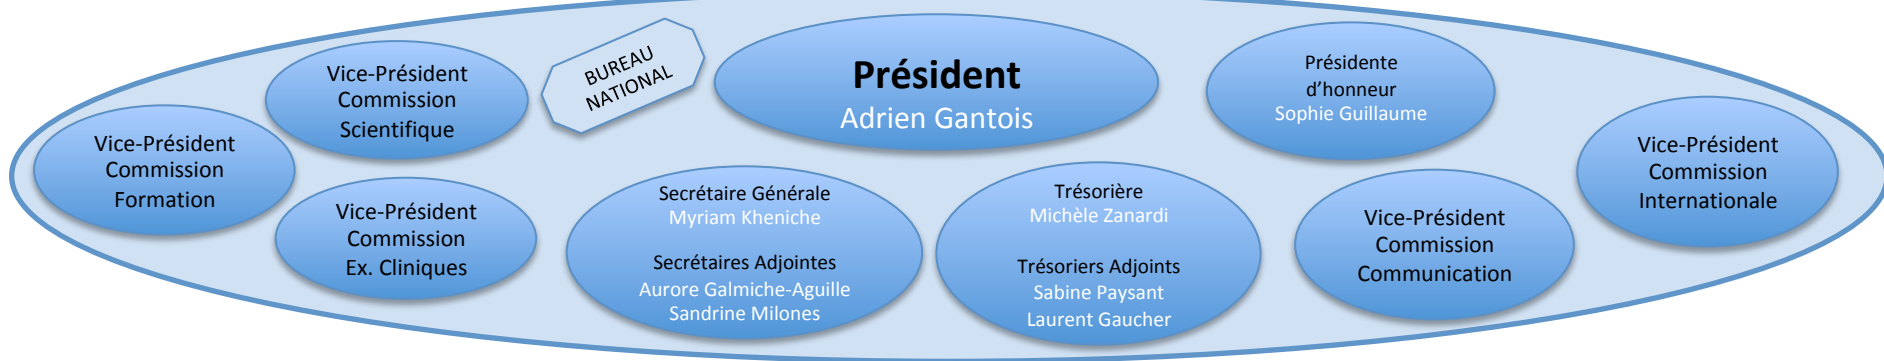 Vice-Président
Commission
Formation
Vice-Président
Commission
Scientifique
Vice-Président
Commission
Ex. Cliniques
BUREAU
NATIONAL
Président
Adrien Gantois
Secrétaire Générale
Myriam Kheniche
Secrétaires Adjointes
Aurore Galmiche-Aguille
Sandrine Milones
Trésorière
Michèle Zanardi
Trésoriers Adjoints
Sabine Paysant
Laurent Gaucher
Présidente
d'honneur
Sophie Guillaume
Vice-Président
Commission
Communication
Vice-Président
Commission
Internationale